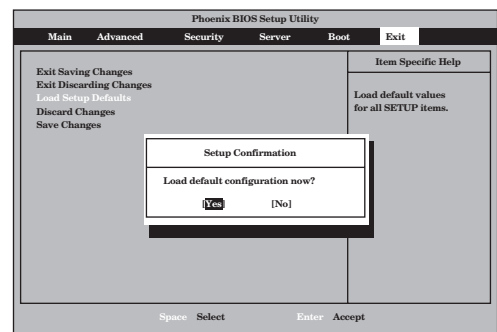 Phoenix BIOS Setup Utility
Main Advanced Security Server Boot Exit
Exit Saving Changes
Exit Discarding Changes
Load Setup Defaults
Discard Changes
Save Changes
Item Specific Help
Load default values
for all SETUP items.
Setup Confirmation
Load default configuration now?
[Yes] [No]
Space Select Enter Accept